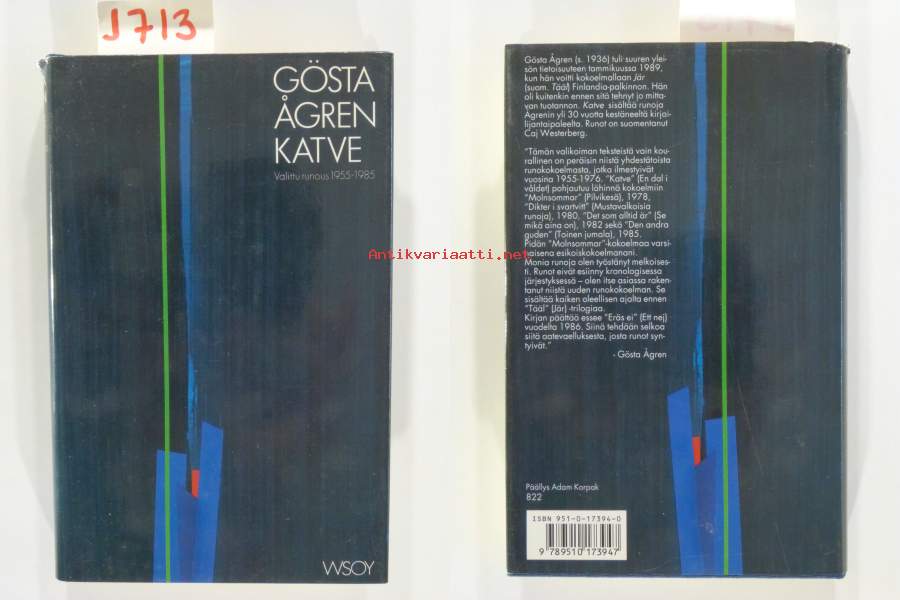 J713
GÖSTA
ÅGREN
KATVE
Valittu runous 1955-1985
WSOY
Antikvariaatti.net
Gösta Ågren (s. 1936) tuli suuren ylei-
sön tietoisuuteen tammikuussa 1989,
kun hän voitti kokoelmallaan Jär
(suom. Tääl) Finlandia-palkinnon. Hän
oli kuitenkin ennen sitä tehnyt jo mitta-
van tuotannon. Katve sisältää runoja
Ågrenin yli 30 vuotta kestäneeltä kirjai-
lijantaipaleelta. Runot on suomentanut
Caj Westerberg.
"Tämän valikoiman teksteistä vain kou-
rallinen on peräisin niistä yhdestätoista
runokokoelmasta, jotka ilmestyivät
vuosina 1955-1976. "Katve" (En dal i
våldet) pohjautuu lähinnä kokoelmiin
"Molnsommar" (Pilvikesä), 1978,
"Dikter i svartvitt" (Mustavalkoisia
runoja), 1980, "Det som alltid är" (Se
mikä aina on), 1982 sekä "Den andra
guden" (Toinen jumala), 1985.
Pidän "Molnsommar"-kokoelmaa varsi-
naisena esikoiskokoelmanani.
Monia runoja olen työstänyt melkoises-
ti. Runot eivät esiinny kronologisessa
järjestyksessä – olen itse asiassa raken-
tanut niistä uuden runokokoelman. Se
sisältää kaiken oleellisen ajalta ennen
"Tääl" (Jär) -trilogiaa.
Kirjan päättää essee "Eräs ei" (Ett nej)
vuodelta 1986. Siinä tehdään selkoa
siitä aatevaelluksesta, josta runot syn-
tyivät."
- Gösta Ågren
Päällys Adam Korpak
822
ISBN 951-0-17394-0
9 789510 173947